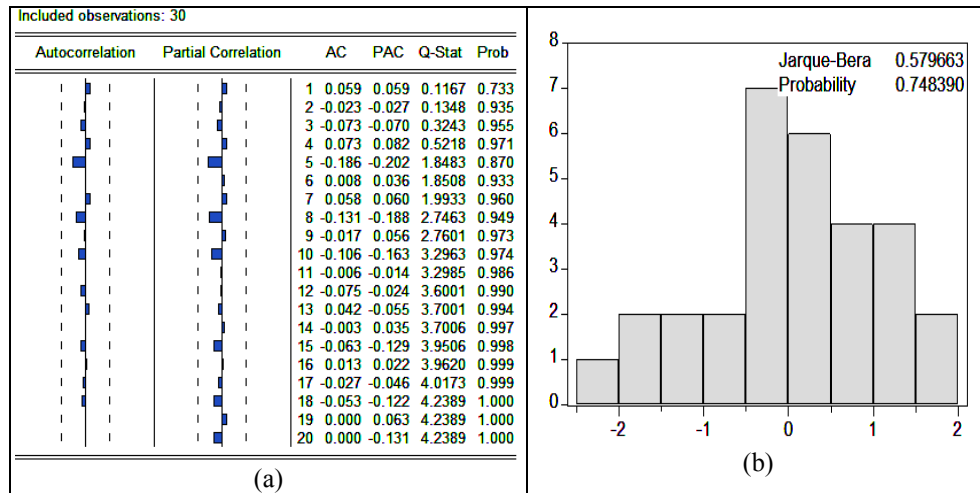 Included observations: 30
Autocorrelation Partial Correlation AC PAC Q-Stat Prob
1 0.059 0.059 0.1167 0.733
2 -0.023 -0.027 0.1348 0.935
3 -0.073 -0.070 0.3243 0.955
4 0.073 0.082 0.5218 0.971
5 -0.186 -0.202 1.8483 0.870
6 0.008 0.036 1.8508 0.933
7 0.058 0.060 1.9933 0.960
8 -0.131 -0.188 2.7463 0.949
9 -0.017 0.056 2.7601 0.973
10 -0.106 -0.163 3.2963 0.974
11 -0.006 -0.014 3.2985 0.986
12 -0.075 -0.024 3.6001 0.990
13 0.042 -0.055 3.7001 0.994
14 -0.003 0.035 3.7006 0.997
15 -0.063 -0.129 3.9506 0.998
16 0.013 0.022 3.9620 0.999
17 -0.027 -0.046 4.0173 0.999
18 -0.053 -0.122 4.2389 1.000
19 0.000 0.063 4.2389 1.000
20 0.000 -0.131 4.2389 1.000
(a)
8
7
6
5
4
3
2
1
0
Jarque-Bera 0.579663
Probability 0.748390
-2 -1 0 1 2
(b)